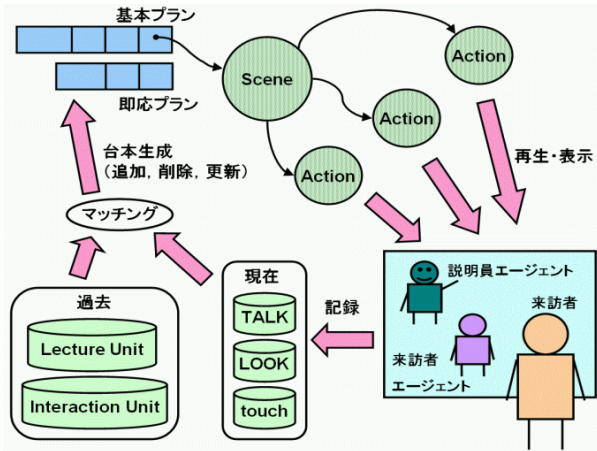 基本プラン
即応プラン
Scene
Action
Action
Action
再生・表示
台本生成
（追加，削除，更新）
マッチング
過去
Lecture Unit
Interaction Unit
現在
TALK
LOOK
touch
記録
説明員エージェント
来訪者
来訪者
エージェント